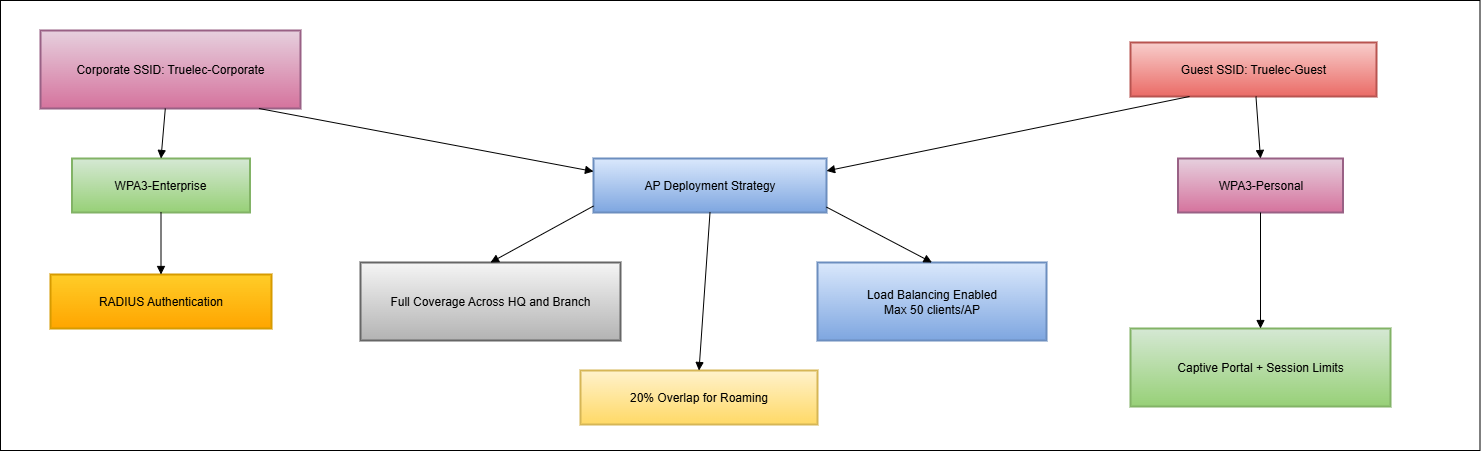 Corporate SSID: Truelec-Corporate
Guest SSID: Truelec-Guest
WPA3-Enterprise
AP Deployment Strategy
WPA3-Personal
RADIUS Authentication
Full Coverage Across HQ and Branch
Load Balancing Enabled
Max 50 clients/AP
20% Overlap for Roaming
Captive Portal + Session Limits